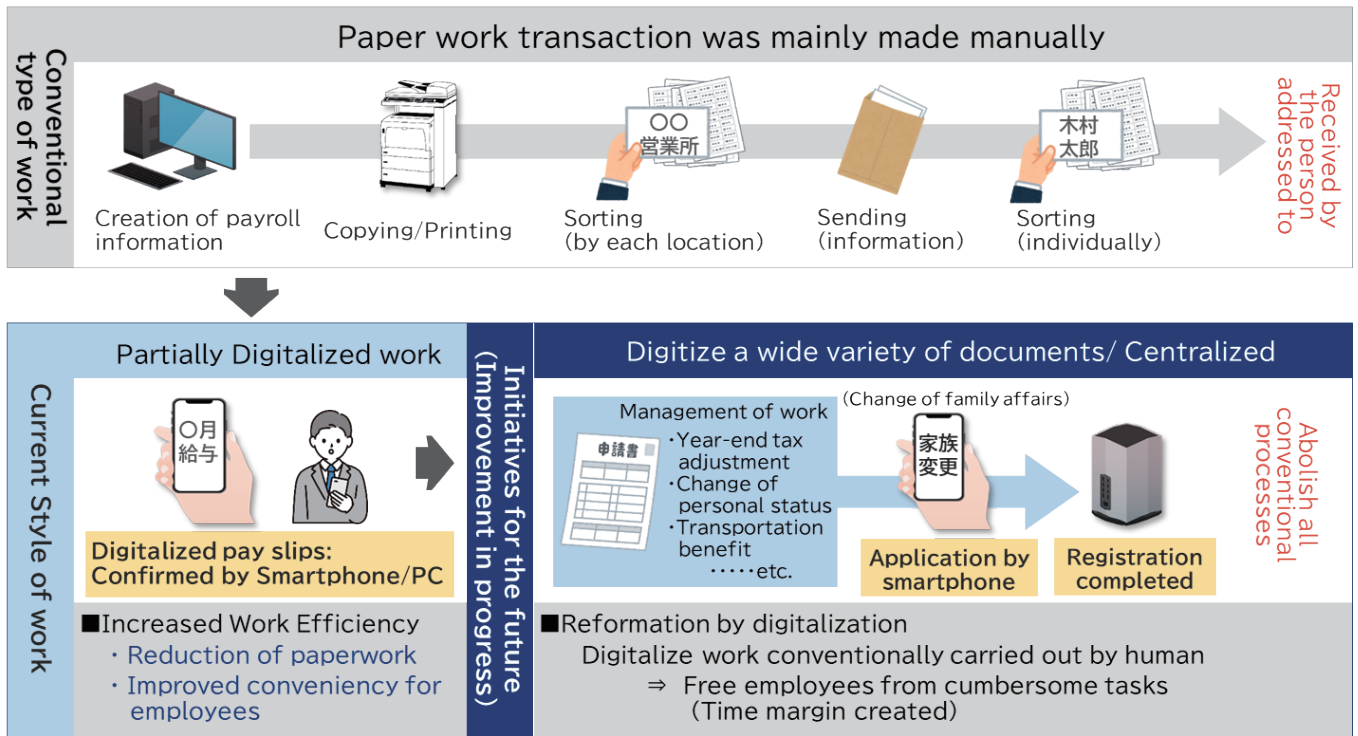 Paper work transaction was mainly made manually
Conventional
type of work
Creation of payroll
information
Copying/Printing
〇〇
営業所
Sorting
(by each location)
Sending
(information)
木村
太郎
Sorting
(individually)
Received by
the person
addressed to
Current Style of work
Partially Digitalized work
〇月
給与
Digitalized pay slips:
Confirmed by Smartphone/PC
■Increased Work Efficiency
・Reduction of paperwork
・Improved conveniency for
employees
Initiatives for the future
(Improvement in progress)
Digitize a wide variety of documents/ Centralized
Management of work
申請書
・Year-end tax
adjustment
・Change of
personal status
・Transportation
benefit
・・・・・etc.
(Change of family affairs)
家族
変更
Application by
smartphone
Registration
completed
Abolish all
conventional
processes
■Reformation by digitalization
Digitalize work conventionally carried out by human
⇒ Free employees from cumbersome tasks
(Time margin created)